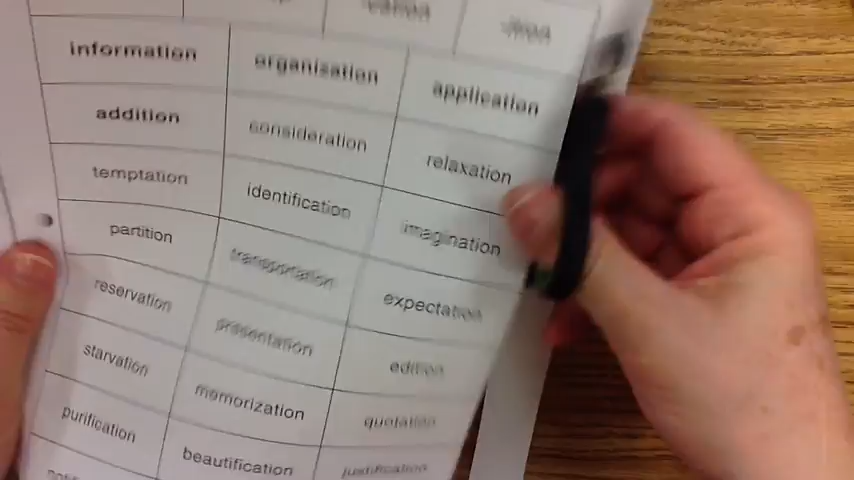 information organisation application
addition consideration relaxation
temptation identification imagination
partition transportation expectation
reservation presentation edition
starvation memorization quotation
purification beautification justification